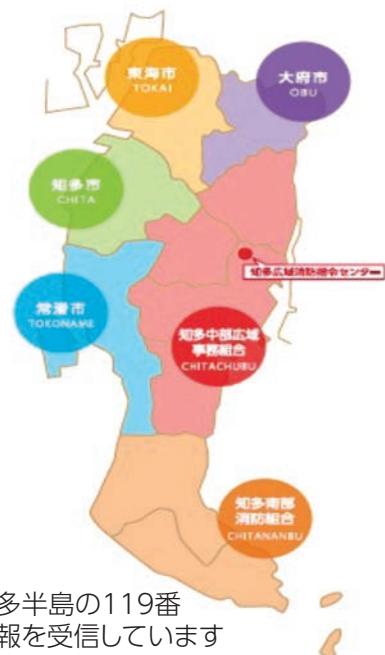 東海市
TOKAI
大府市
OBU
知多市
CHITA
知多広域消防指令センター
常滑市
TOKONAME
知多中部広域
事務組合
CHITACHUBU
知多南部
消防組合
CHITANANBU
多半島の119番
報を受信しています